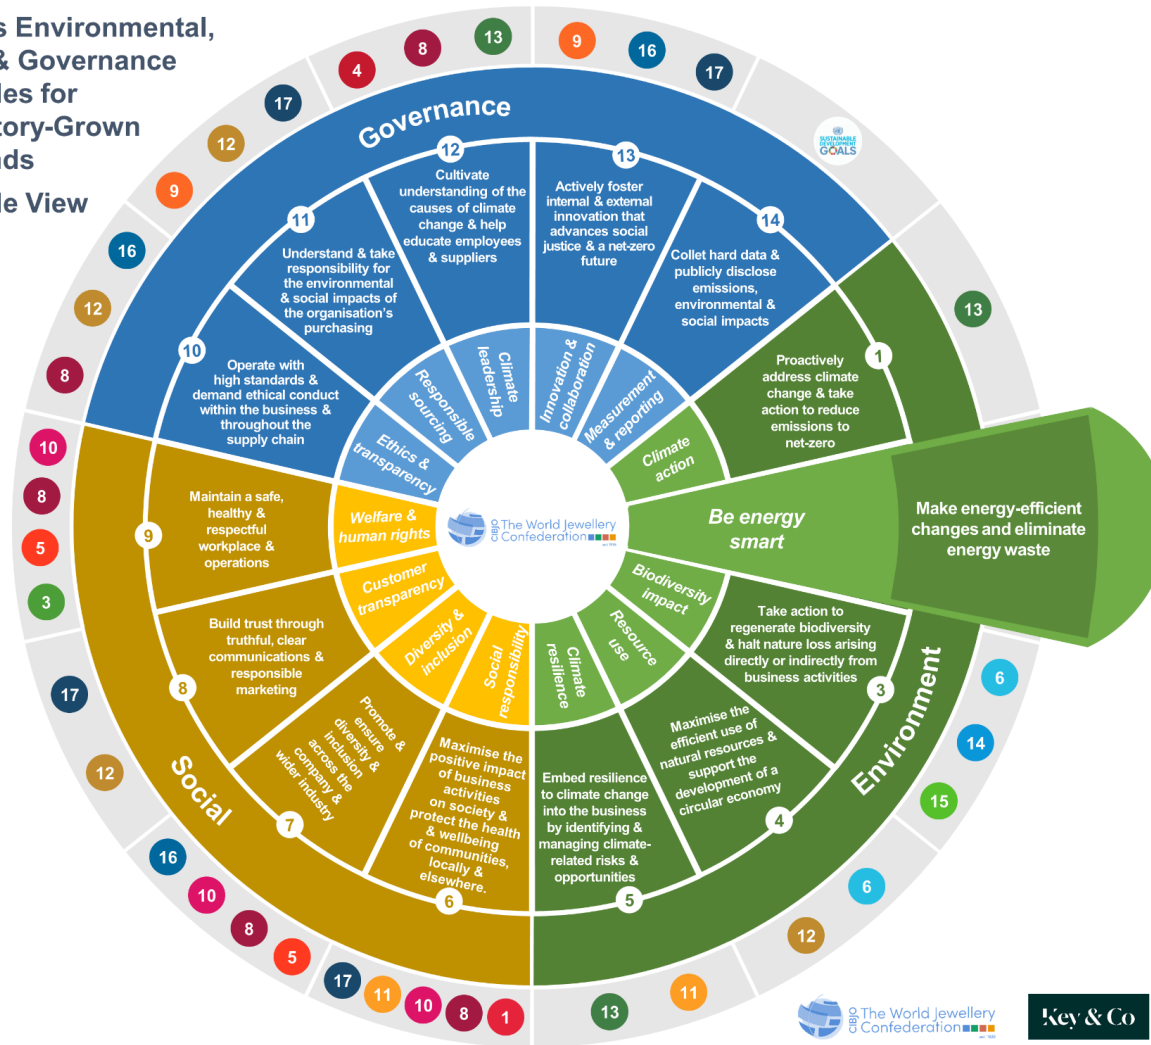 s Environmental,
& Governance
les for
tory-Grown
nds
le View
Governance
12
Cultivate
understanding of the
causes of climate
change & help
educate employees
& suppliers
13
Actively foster
internal & external
innovation that
advances social
justice & a net-zero
future
14
Collet hard data &
publicly disclose
emissions,
environmental &
social impacts
11
Understand & take
responsibility for
the environmental
& social impacts of
the organisation's
purchasing
10
Operate with
high standards &
demand ethical conduct
within the business &
throughout the
supply chain
1
Proactively
address climate
change & take
action to reduce
emissions to
net-zero
Ethics &
transparency
Responsible
sourcing
Climate
leadership
Innovation &
collaboration
Measurement
& reporting
Climate
action
Be energy
smart
Make energy-efficient
changes and eliminate
energy waste
Biodiversity
impact
Resource
use
Climate
resilience
Social
responsibility
Diversity &
inclusion
Customer
transparency
Welfare &
human rights
CIBJO
The World Jewellery
Confederation
9
Maintain a safe,
healthy &
respectful
workplace &
operations
8
Build trust through
truthful, clear
communications &
responsible
marketing
7
Promote &
ensure
diversity &
inclusion
across the
company &
wider industry
6
Maximise the
positive impact
of business
activities
on society &
protect the health
& wellbeing
of communities,
locally &
elsewhere.
5
Embed resilience
to climate change
into the business
by identifying &
managing climate-
related risks &
opportunities
4
Maximise the
efficient use of
natural resources &
support the
development of a
circular economy
3
Take action to
regenerate biodiversity
& halt nature loss arising
directly or indirectly from
business activities
Environment
Social
4
8
13
9
16
17
SUSTAINABLE
DEVELOPMENT
GOALS
13
6
14
15
6
12
11
13
1
8
10
11
17
5
8
10
16
12
17
3
5
8
10
8
12
16
9
12
17
CIBJO
The World Jewellery
Confederation
Key & Co